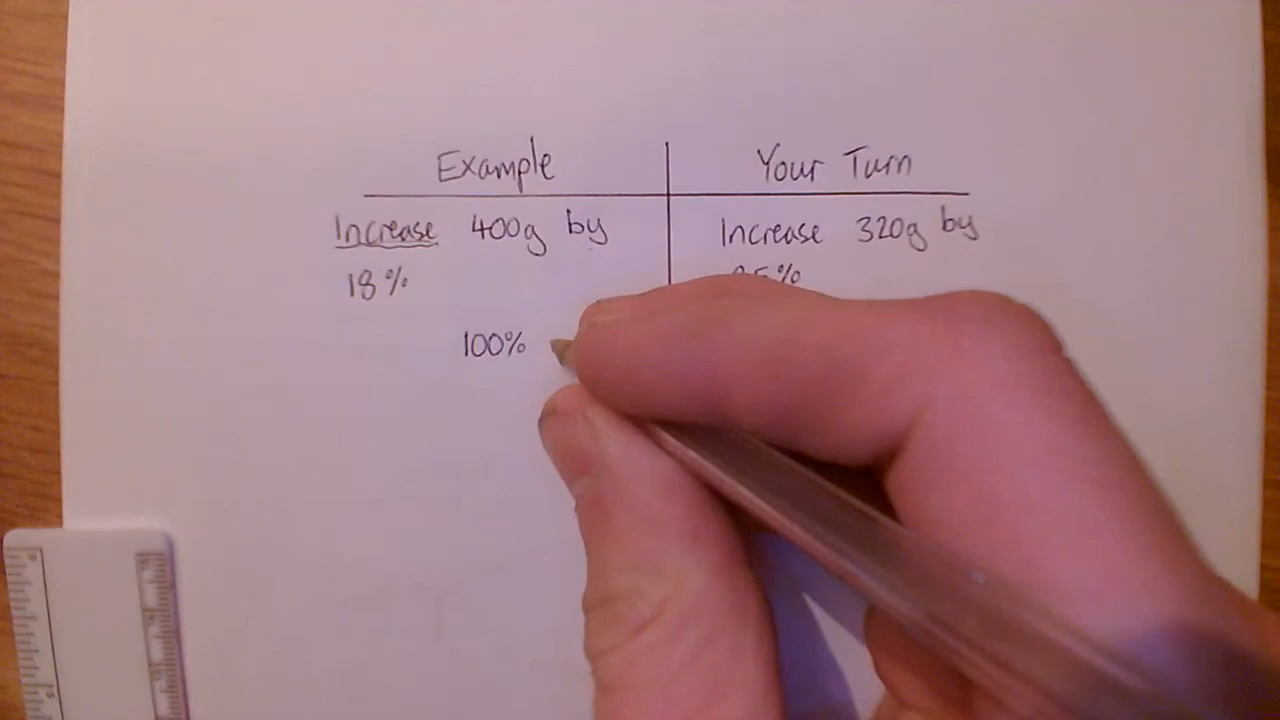 Example
Your Turn
Increase 400g by
18%
Increase 320g by
100%